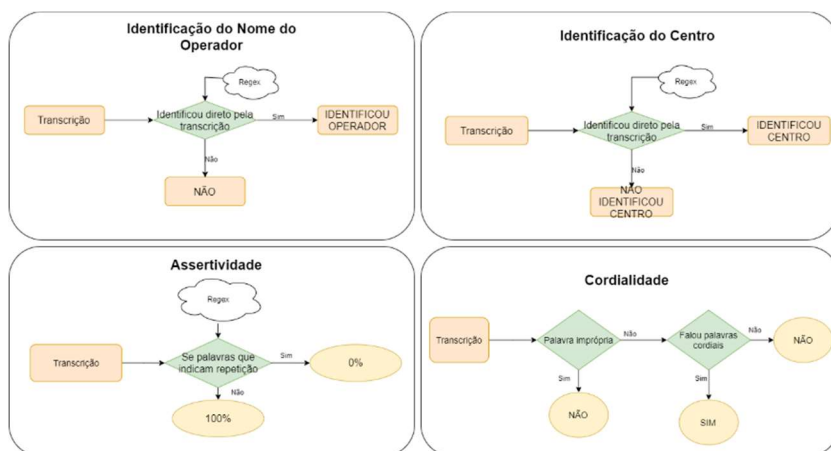 Identificação do Nome do
Operador
Regex
Transcrição
Identificou direto pela
transcrição
Sim
IDENTIFICOU
OPERADOR
Não
NÃO
Identificação do Centro
Regex
Transcrição
Identificou direto pela
transcrição
Sim
IDENTIFICOU
CENTRO
Não
NÃO
IDENTIFICOU
CENTRO
Assertividade
Regex
Transcrição
Se palavras que
indicam repetição
Sim
0%
Não
100%
Cordialidade
Transcrição
Palavra imprópria
Não
Falou palavras
cordiais
Não
NÃO
Sim
NÃO
Sim
SIM